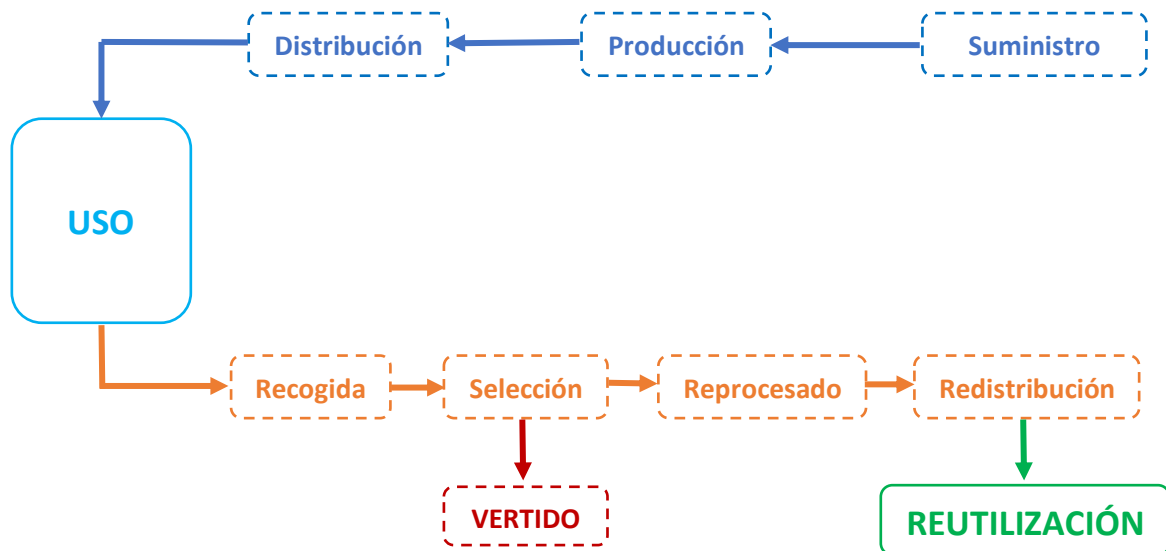 Distribución
Producción
Suministro
USO
Recogida
Selección
Reprocesado
Redistribución
VERTIDO
REUTILIZACIÓN